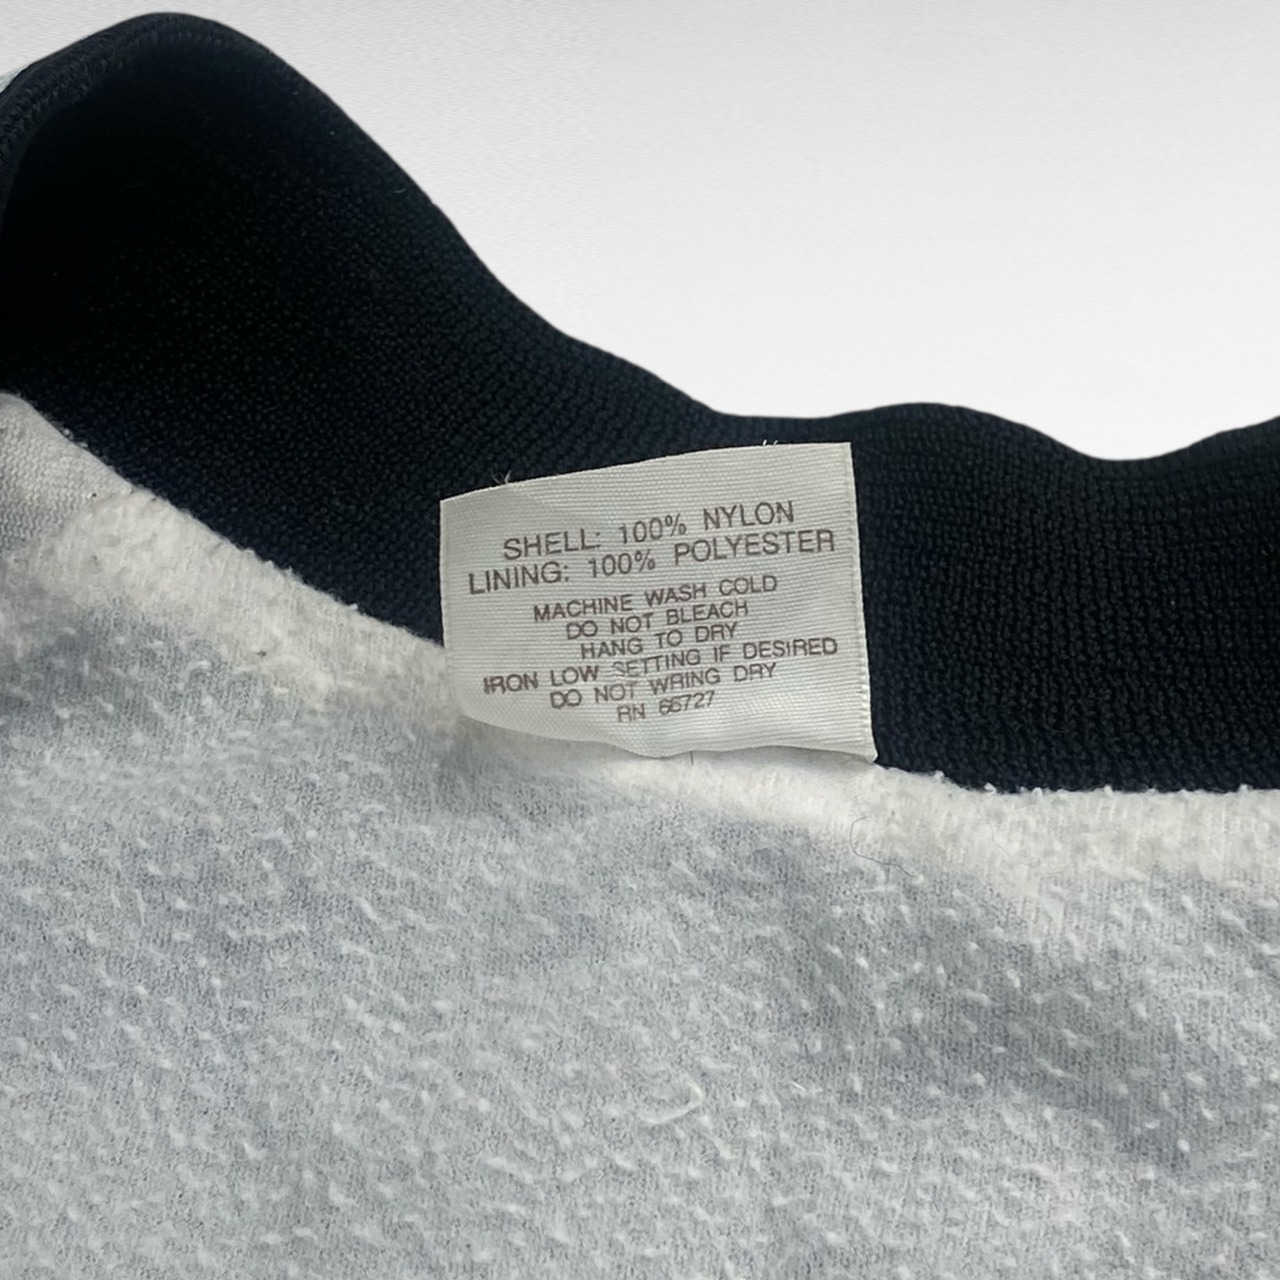 SHELL: 100% NYLON
LINING: 100% POLYESTER
MACHINE WASH COLD
DO NOT BLEACH
HANG TO DRY
IRON LOW SETTING IF DESIRED
DO NOT WRING DRY
RN 66727